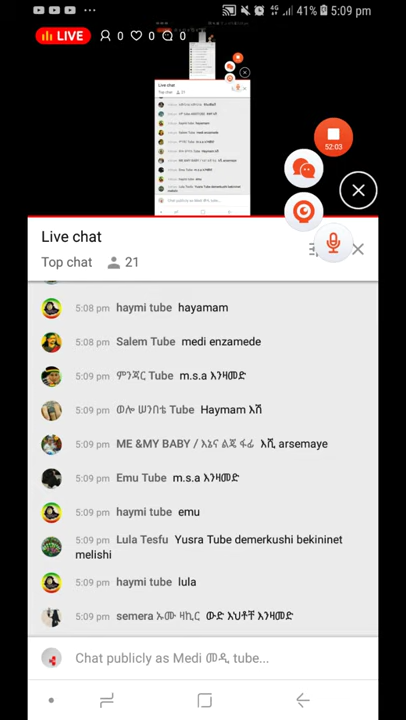 41% 5:09 pm
LIVE 0 0 0
52:03
Live chat
Top chat 21
5:08 pm haymi tube hayamam
5:08 pm Salem Tube medi enzamede
5:09 pm ምንጃር Tube m.s.a እንዛመድ
5:09 pm ወሎ ሠንበቴ Tube Haymam እሽ
5:09 pm ME &MY BABY / እኔና ልጄ ፋፊ እሺ arsemaye
5:09 pm Emu Tube m.s.a እንዛመድ
5:09 pm haymi tube emu
5:09 pm Lula Tesfu Yusra Tube demerkushi bekininet
melishi
5:09 pm haymi tube lula
5:09 pm semera ኡሙ ዛኪር ውድ እህቶቸ እንዛመድ
Chat publicly as Medi መዲ tube...